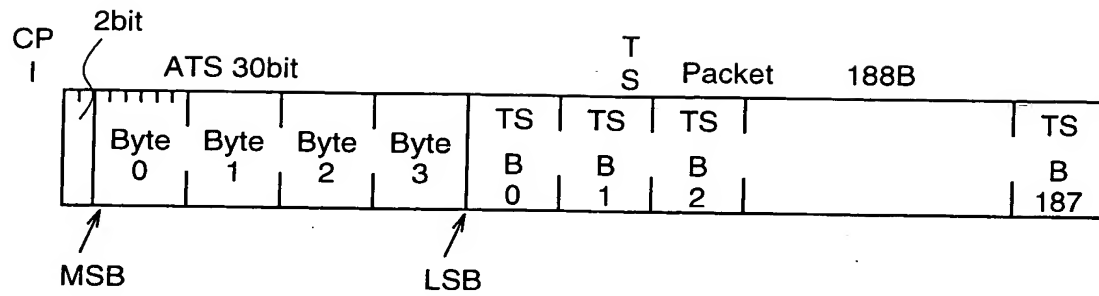 2bit
CP
I
ATS 30bit
T
S
Packet
188B
Byte
0
Byte
1
Byte
2
Byte
3
TS
B
0
TS
B
1
TS
B
2
TS
B
187
MSB
LSB